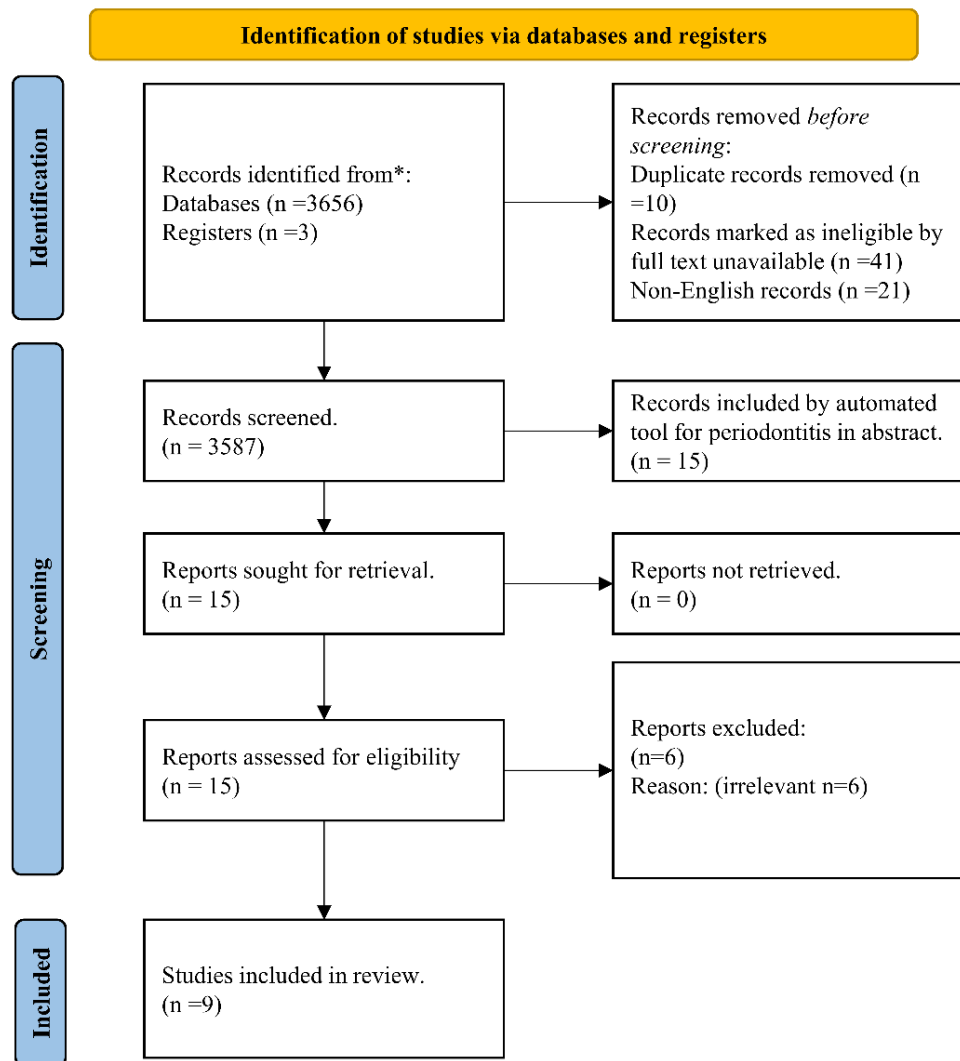 Identification of studies via databases and registers
Identification
Records identified from*:
Databases (n =3656)
Registers (n =3)
Records removed before
screening:
Duplicate records removed (n
=10)
Records marked as ineligible by
full text unavailable (n =41)
Non-English records (n =21)
Screening
Records screened.
(n = 3587)
Records included by automated
tool for periodontitis in abstract.
(n = 15)
Reports sought for retrieval.
(n = 15)
Reports not retrieved.
(n = 0)
Reports assessed for eligibility
(n = 15)
Reports excluded:
(n=6)
Reason: (irrelevant n=6)
Included
Studies included in review.
(n =9)